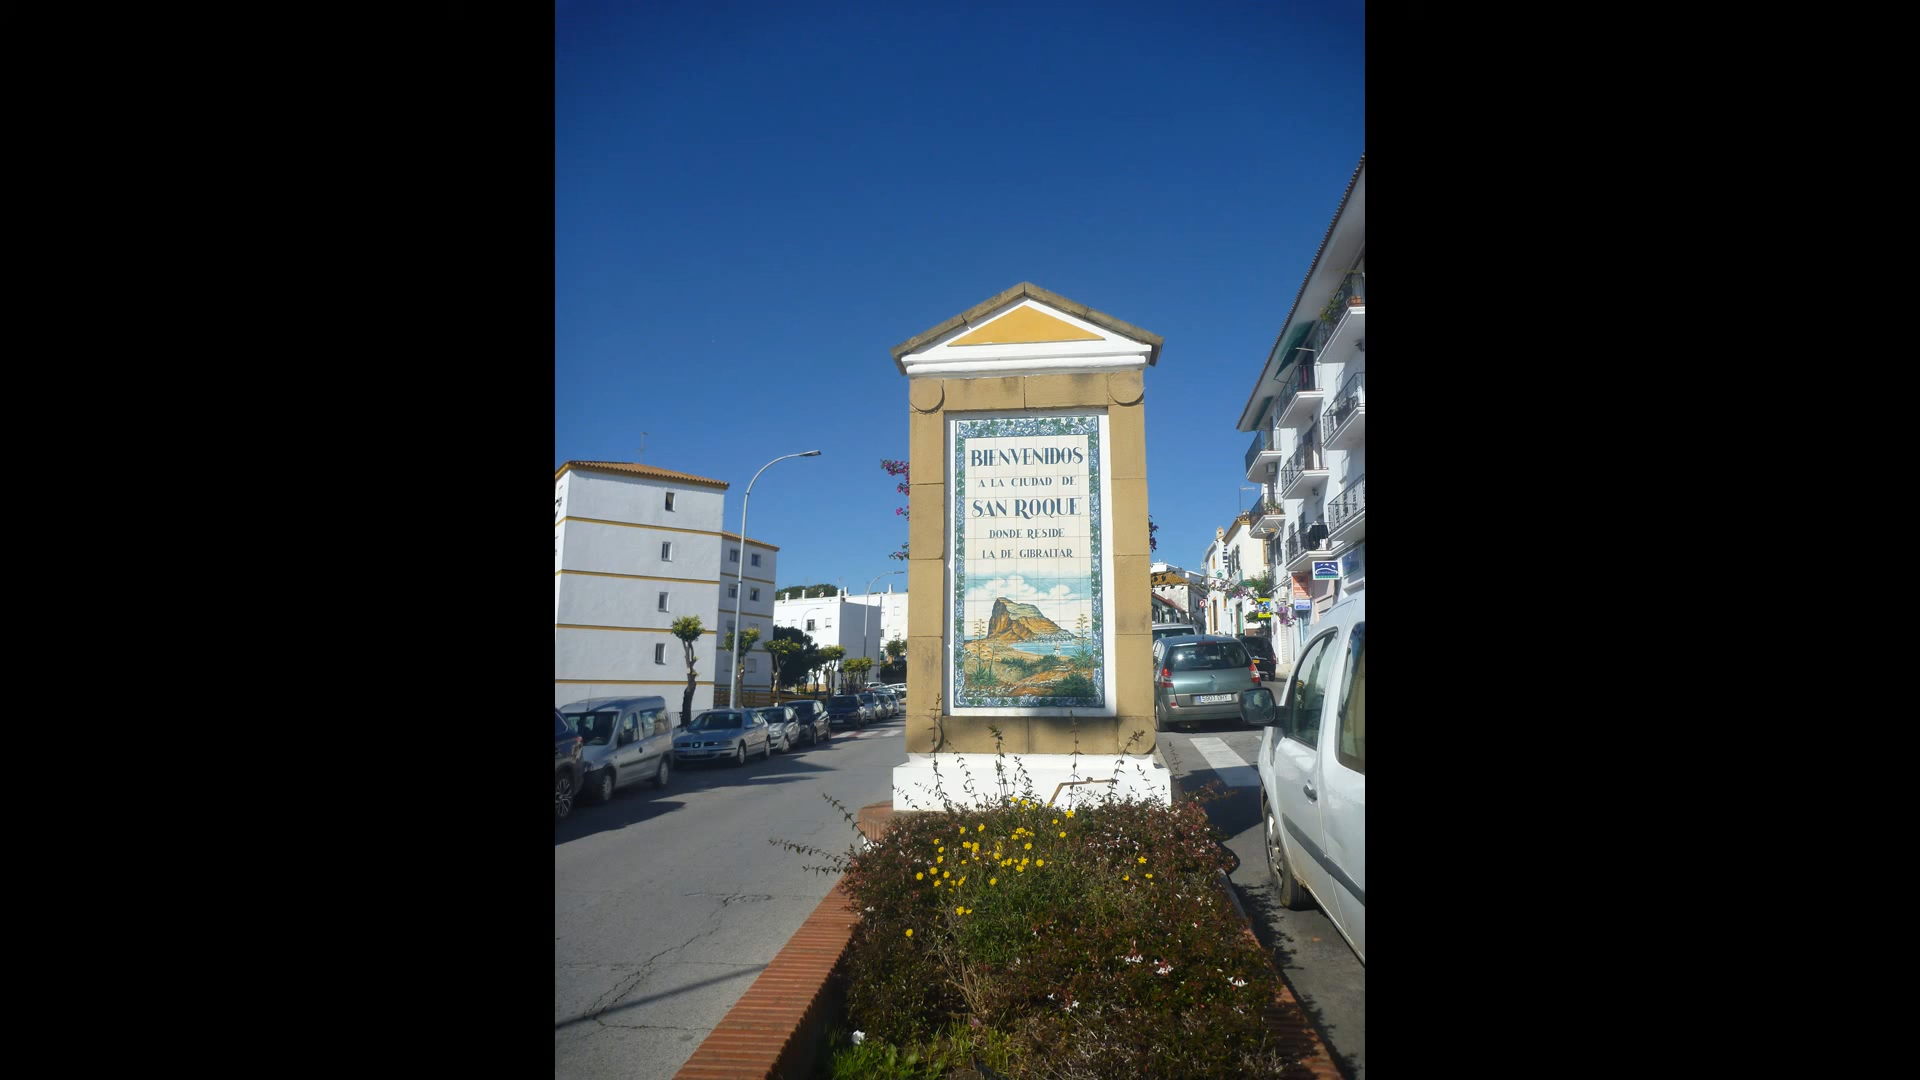 BIENVENIDOS
A LA CIUDAD DE
SAN ROQUE
DONDE RESIDE
LA DE GIBRALTAR